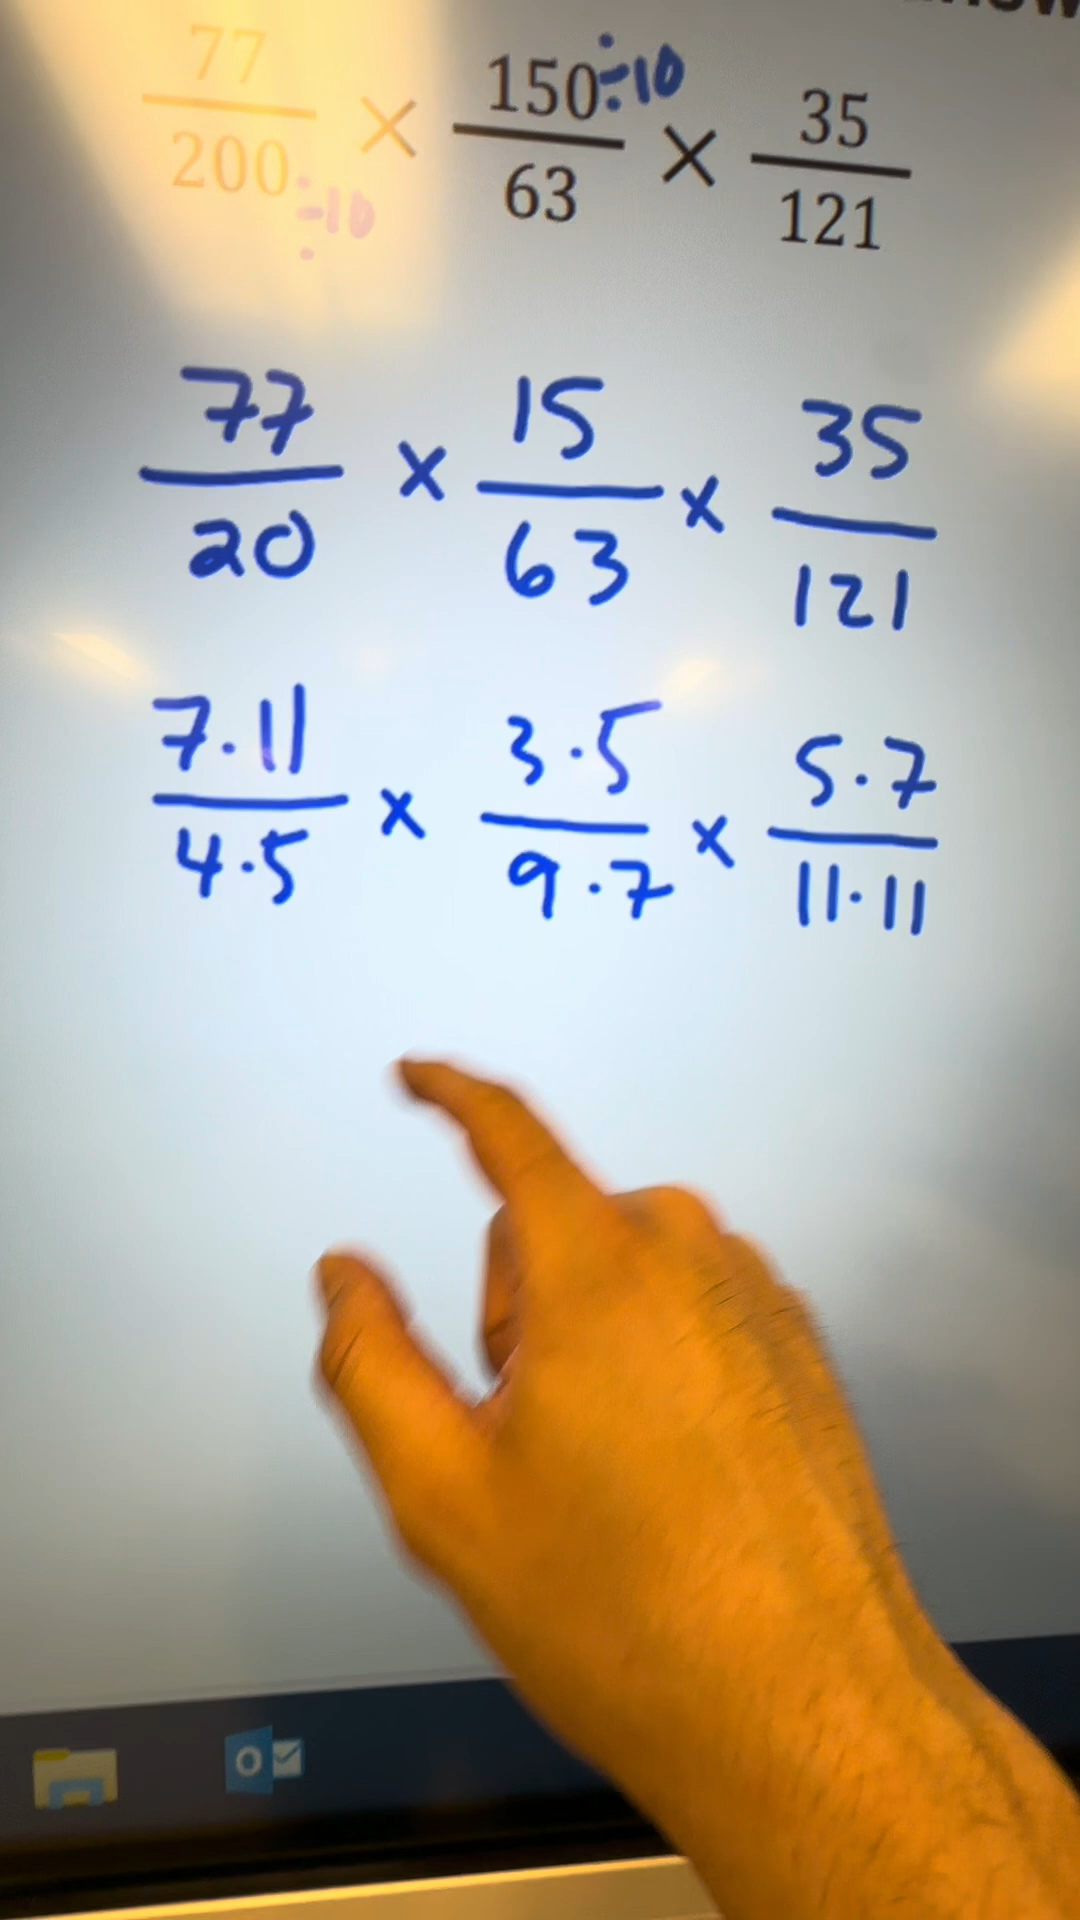 77/200 ÷10 × 150 ÷10/63 × 35/121
77/20 × 15/63 × 35/121
7·11/4·5 × 3·5/9·7 × 5·7/11·11